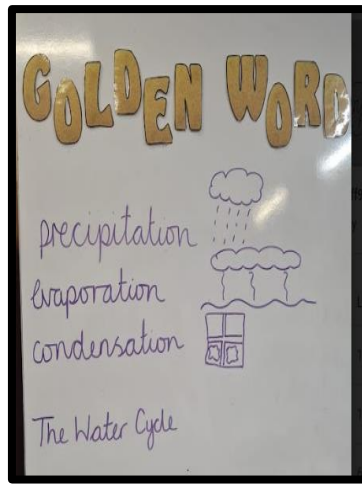 GOLDEN WORD
precipitation
evaporation
condensation
The Water Cycle